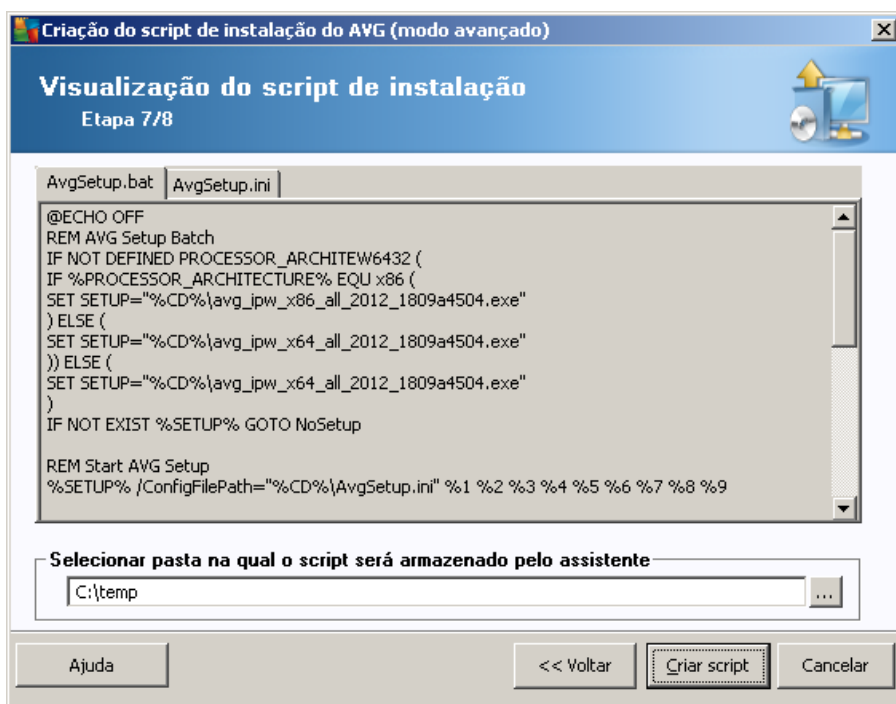 Criação do script de instalação do AVG (modo avançado)
Visualização do script de instalação
Etapa 7/8
AvgSetup.bat
AvgSetup.ini
@ECHO OFF
REM AVG Setup Batch
IF NOT DEFINED PROCESSOR_ARCHITEW6432 (
IF %PROCESSOR_ARCHITECTURE% EQU x86 (
SET SETUP="%CD%\avg_ipw_x86_all_2012_1809a4504.exe"
) ELSE (
SET SETUP="%CD%\avg_ipw_x64_all_2012_1809a4504.exe"
)) ELSE (
SET SETUP="%CD%\avg_ipw_x64_all_2012_1809a4504.exe"
)
IF NOT EXIST %SETUP% GOTO NoSetup
REM Start AVG Setup
%SETUP% /ConfigFilePath="%CD%\AvgSetup.ini" %1 %2 %3 %4 %5 %6 %7 %8 %9
Selecionar pasta na qual o script será armazenado pelo assistente
C:\temp
...
Ajuda
<< Voltar
Criar script
Cancelar